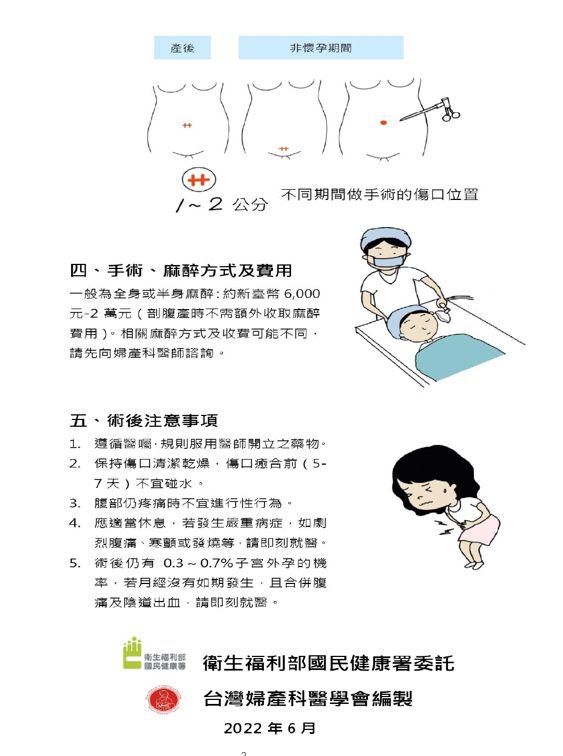 產後 非懷孕期間
1~2 公分 不同期間做手術的傷口位置
四、手術、麻醉方式及費用
一般為全身或半身麻醉：約新臺幣 6,000
元-2 萬元（剖腹產時不需額外收取麻醉
費用）。相關麻醉方式及收費可能不同，
請先向婦產科醫師諮詢。
五、術後注意事項
1. 遵循醫囑，規則服用醫師開立之藥物。
2. 保持傷口清潔乾燥，傷口癒合前（5-
7 天）不宜碰水。
3. 腹部仍疼痛時不宜進行性行為。
4. 應適當休息，若發生嚴重病症，如劇
烈腹痛、寒顫或發燒等，請即刻就醫。
5. 術後仍有 0.3～0.7%子宮外孕的機
率，若月經沒有如期發生，且合併腹
痛及陰道出血，請即刻就醫。
衛生福利部
國民健康署
衛生福利部國民健康署委託
台灣婦產科醫學會編製
2022 年 6 月